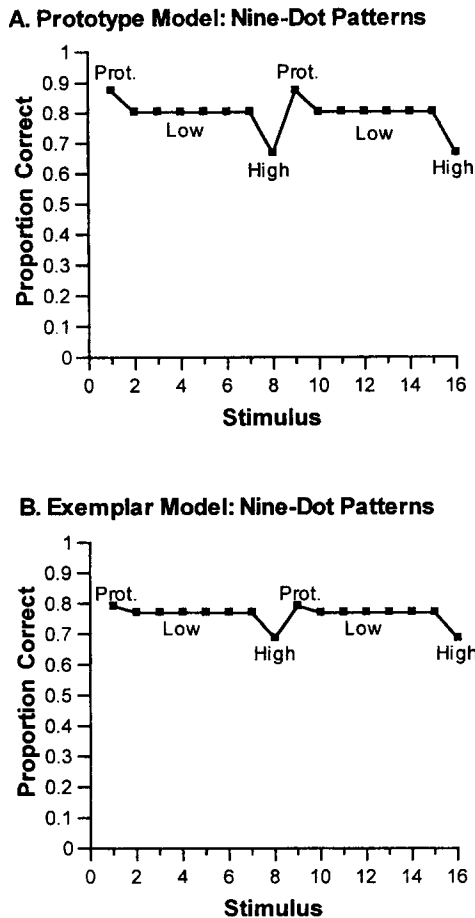 A. Prototype Model: Nine-Dot Patterns
1
0.9
0.8
0.7
0.6
0.5
0.4
0.3
0.2
0.1
0
Proportion Correct
Prot.
Low
High
Prot.
Low
High
0 2 4 6 8 10 12 14 16
Stimulus
B. Exemplar Model: Nine-Dot Patterns
1
0.9
0.8
0.7
0.6
0.5
0.4
0.3
0.2
0.1
0
Proportion Correct
Prot.
Low
High
Prot.
Low
High
0 2 4 6 8 10 12 14 16
Stimulus